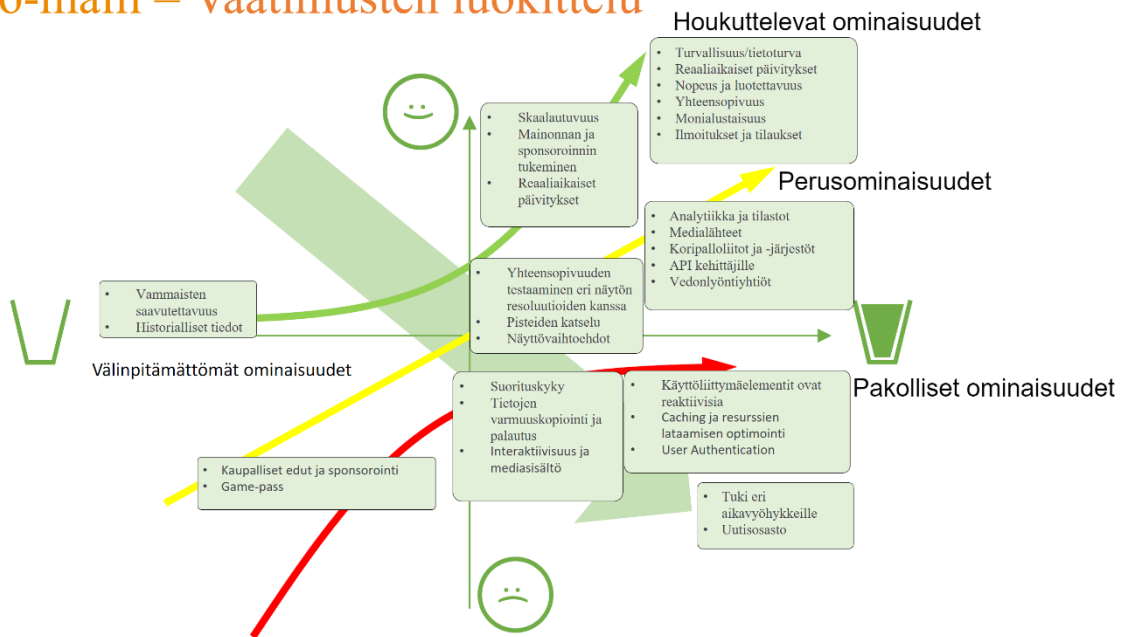 – Vaatimusten luokittelu
Houkuttelevat ominaisuudet
• Turvallisuus/tietoturva
• Reaaliaikaiset päivitykset
• Nopeus ja luotettavuus
• Yhteensopivuus
• Monialustaisuus
• Ilmoitukset ja tilaukset
• Skaalautuvuus
• Mainonnan ja
sponsoroinnin
tukeminen
• Reaaliaikaiset
päivitykset
Perusominaisuudet
• Analytiikka ja tilastot
• Medialähteet
• Koripalloliitot ja -järjestöt
• API kehittäjille
• Vedonlyöntiyhtiöt
• Yhteensopivuuden
testaaminen eri näytön
resoluutioiden kanssa
• Pisteiden katselu
• Näyttövaihtoehdot
• Vammaisten
saavutettavuus
• Historialliset tiedot
Välinpitämättömät ominaisuudet
Pakolliset ominaisuudet
• Suorituskyky
• Tietojen
varmuuskopiointi ja
palautus
• Interaktiivisuus ja
mediasisältö
• Käyttöliittymäelementit ovat
reaktiivisia
• Caching ja resurssien
lataamisen optimointi
• User Authentication
• Kaupalliset edut ja sponsorointi
• Game-pass
• Tuki eri
aikavyöhykkeille
• Uutisosasto